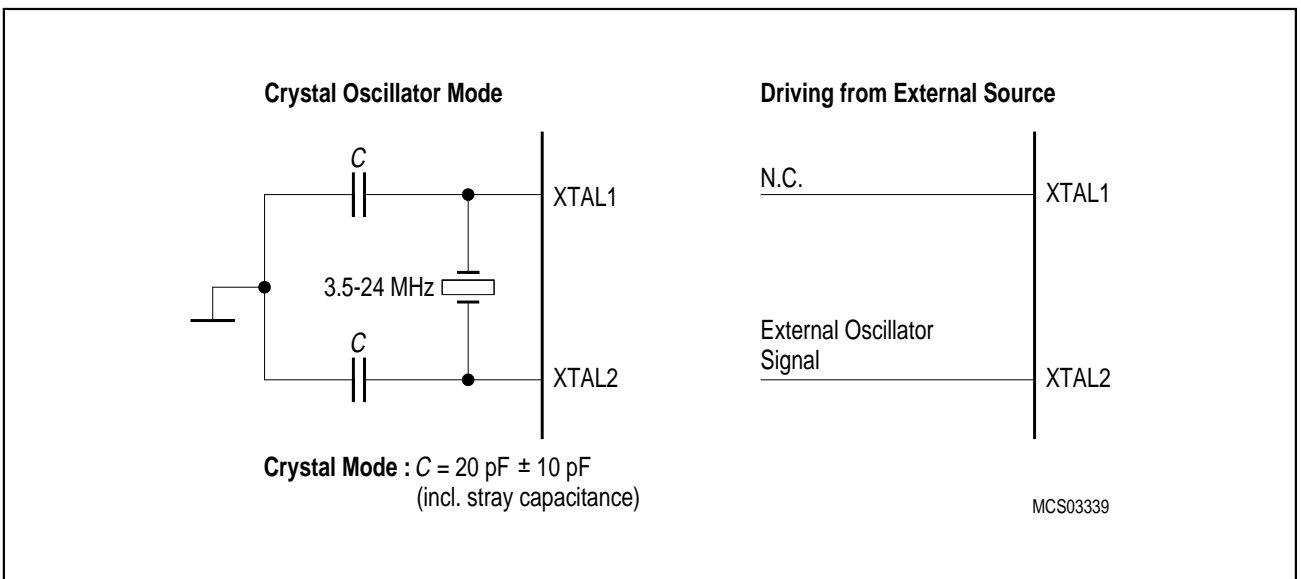 Crystal Oscillator Mode
C
XTAL1
3.5-24 MHz
C
XTAL2
Crystal Mode : C = 20 pF ± 10 pF
(incl. stray capacitance)
Driving from External Source
N.C.
XTAL1
External Oscillator
Signal
XTAL2
MCS03339